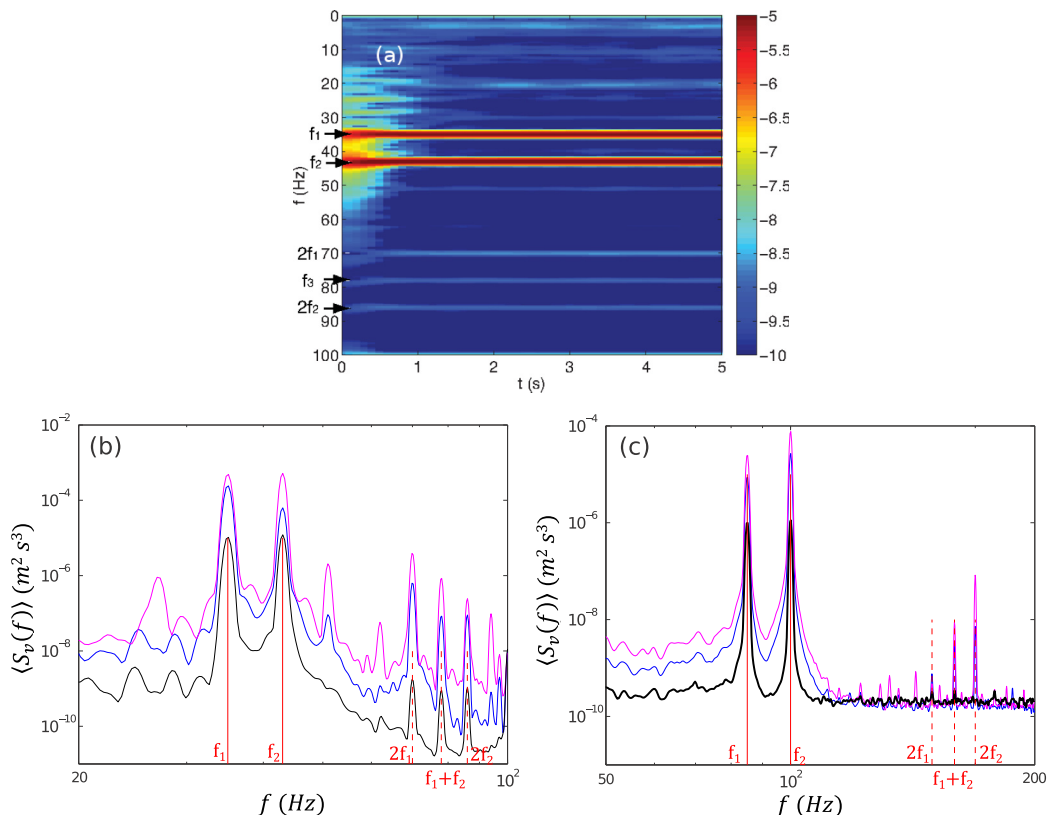 (a)
0
10
20
30
40
50
60
70
80
90
100
f (Hz)
f₁
f₂
2f₁
f₃
2f₂
0
1
2
3
4
5
t (s)
-5
-5.5
-6
-6.5
-7
-7.5
-8
-8.5
-9
-9.5
-10
(b)
10⁻²
10⁻⁴
10⁻⁶
10⁻⁸
10⁻¹⁰
⟨Sᵥ(f)⟩ (m² s³)
f₁
f₂
2f₁
f₁+f₂
2f₂
20
10²
f (Hz)
(c)
10⁻⁴
10⁻⁶
10⁻⁸
10⁻¹⁰
⟨Sᵥ(f)⟩ (m² s³)
f₁
f₂
2f₁
f₁+f₂
2f₂
50
10²
200
f (Hz)